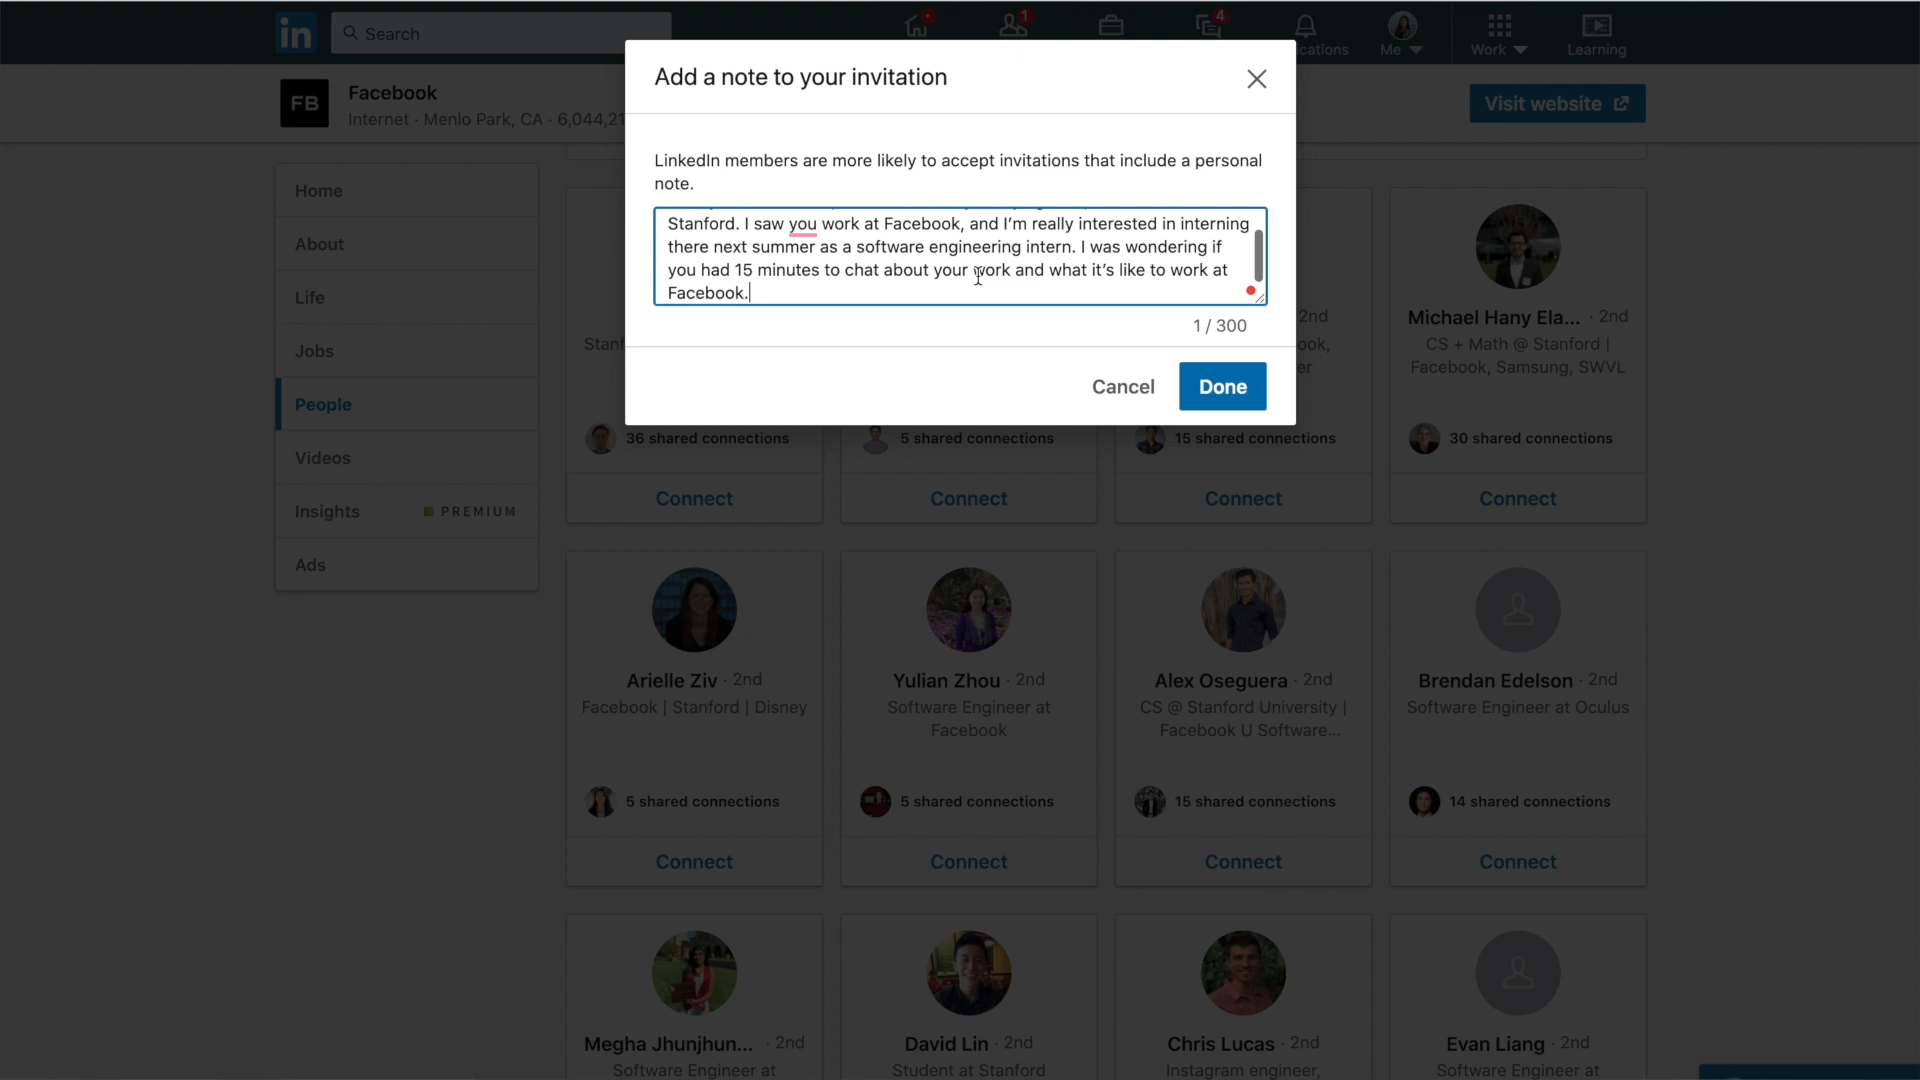 in
Search
1
4
cations
Me
Work
Learning
FB
Facebook
Internet · Menlo Park, CA · 6,044,21
Visit website
Add a note to your invitation
LinkedIn members are more likely to accept invitations that include a personal
note.
Stanford. I saw you work at Facebook, and I'm really interested in interning
there next summer as a software engineering intern. I was wondering if
you had 15 minutes to chat about your work and what it's like to work at
Facebook.
1 / 300
Cancel
Done
Home
About
Life
Jobs
People
Videos
Insights
PREMIUM
Ads
Stanf
2nd
ook,
er
Michael Hany Ela... · 2nd
CS + Math @ Stanford |
Facebook, Samsung, SWVL
36 shared connections
5 shared connections
15 shared connections
30 shared connections
Connect
Connect
Connect
Connect
Arielle Ziv · 2nd
Facebook | Stanford | Disney
5 shared connections
Connect
Yulian Zhou · 2nd
Software Engineer at
Facebook
5 shared connections
Connect
Alex Oseguera · 2nd
CS @ Stanford University |
Facebook U Software...
15 shared connections
Connect
Brendan Edelson · 2nd
Software Engineer at Oculus
14 shared connections
Connect
Megha Jhunjhun... · 2nd
Software Engineer at
David Lin · 2nd
Student at Stanford
Chris Lucas · 2nd
Instagram engineer,
Evan Liang · 2nd
Software Engineer at